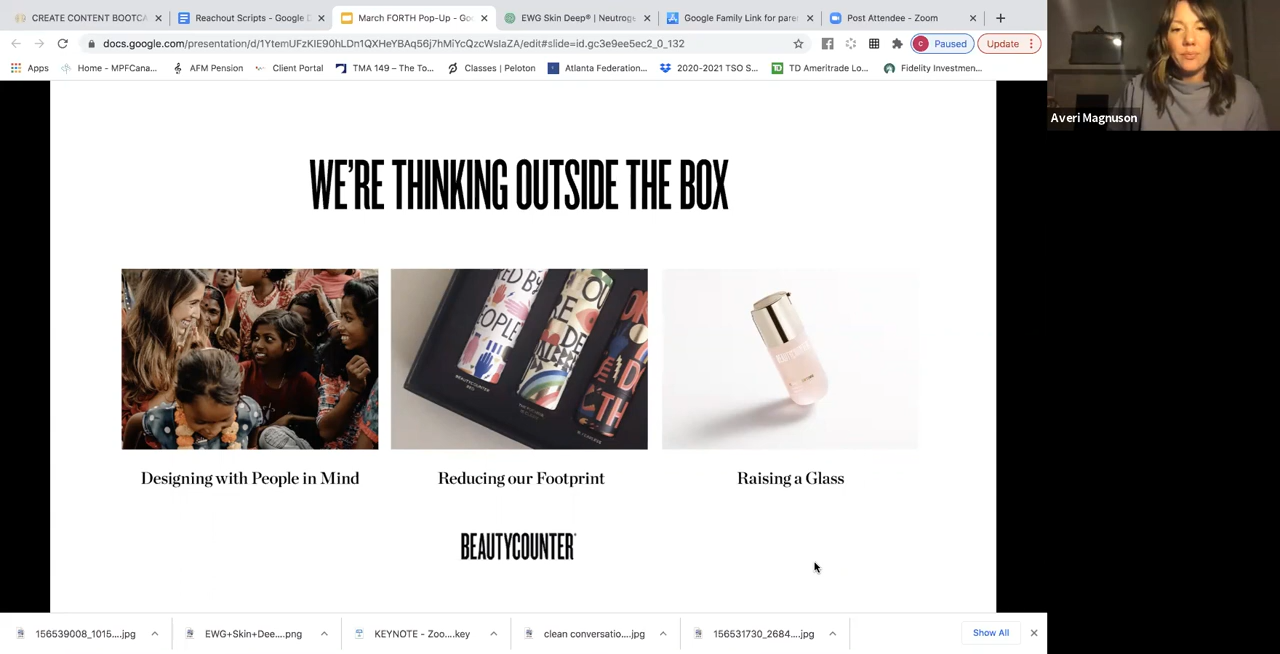 CREATE CONTENT BOOTCA
Reachout Scripts - Google D
March FORTH Pop-Up - Goo
EWG Skin Deep® | Neutroge
Google Family Link for paren
Post Attendee - Zoom
docs.google.com/presentation/d/1YtemUFzKIE90hLDn1QXHeYBAq56j7hMiYcQzcWsIaZA/edit#slide=id.gc3e9ee5ec2_0_132
C
Paused
Update
Apps
Home - MPFCana...
AFM Pension
Client Portal
TMA 149 – The To...
Classes | Peloton
Atlanta Federation...
2020-2021 TSO S...
TD Ameritrade Lo...
Fidelity Investmen...
Averi Magnuson
WE'RE THINKING OUTSIDE THE BOX
Designing with People in Mind
Reducing our Footprint
Raising a Glass
BEAUTYCOUNTER
156539008_1015....jpg
EWG+Skin+Dee....png
KEYNOTE - Zoo....key
clean conversatio....jpg
156531730_2684....jpg
Show All